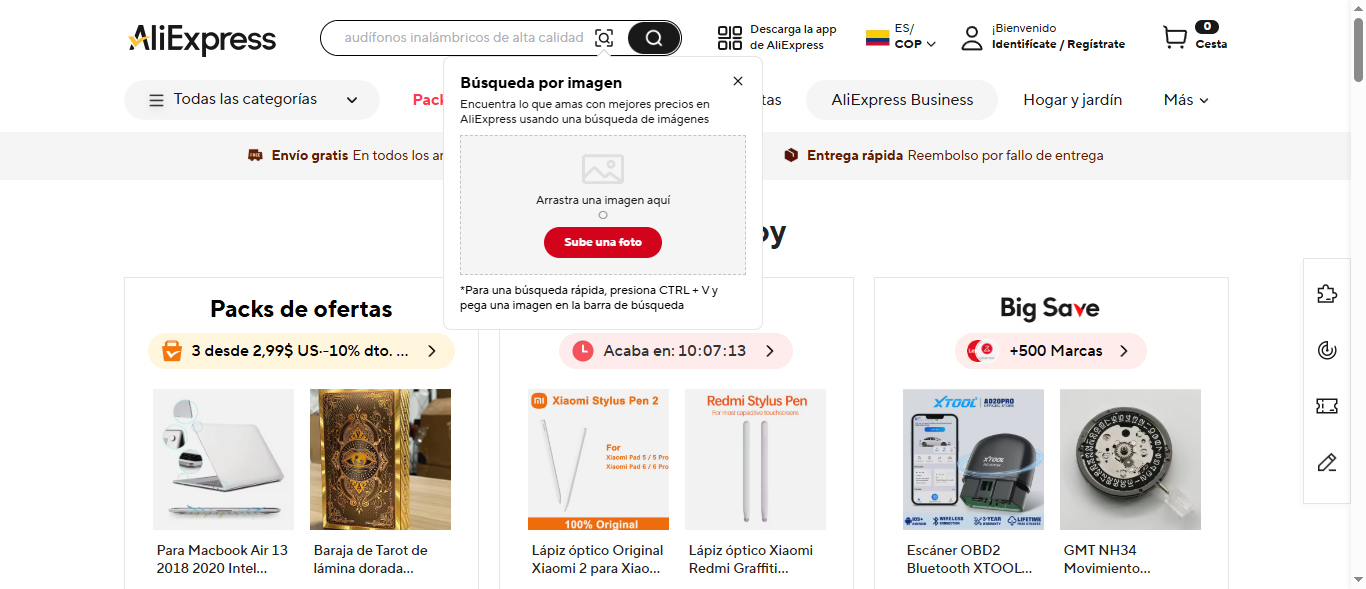 AliExpress
audífonos inalámbricos de alta calidad
Descarga la app
de AliExpress
ES/
COP
¡Bienvenido
Identifícate / Regístrate
0
Cesta
Todas las categorías
AliExpress Business
Hogar y jardín
Más
Búsqueda por imagen
Encuentra lo que amas con mejores precios en
AliExpress usando una búsqueda de imágenes
Arrastra una imagen aquí
O
Sube una foto
*Para una búsqueda rápida, presiona CTRL + V y
pega una imagen en la barra de búsqueda
Envío gratis En todos los
Entrega rápida Reembolso por fallo de entrega
Packs de ofertas
3 desde 2,99$ US·-10% dto. ...
Acaba en: 10:07:13
Big Save
+500 Marcas
Xiaomi Stylus Pen 2
For
Xiaomi Pad 5 / 5 Pro
Xiaomi Pad 6 / 6 Pro
100% Original
Redmi Stylus Pen
For most capacitive touchscreens
XTOOL AD20PRO
XTOOL
Para Macbook Air 13
2018 2020 Intel...
Baraja de Tarot de
lámina dorada...
Lápiz óptico Original
Xiaomi 2 para Xiao...
Lápiz óptico Xiaomi
Redmi Graffiti...
Escáner OBD2
Bluetooth XTOOL...
GMT NH34
Movimiento...